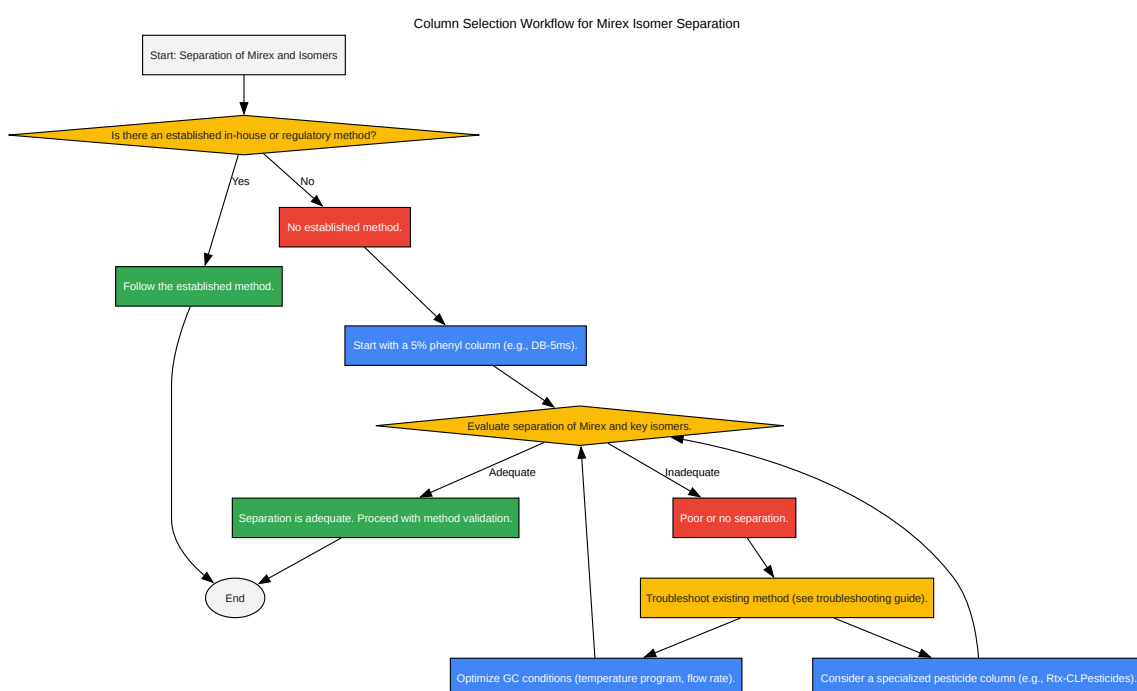 Column Selection Workflow for Mirex Isomer Separation
Start: Separation of Mirex and Isomers
Is there an established in-house or regulatory method?
Yes
No
No established method.
Follow the established method.
Start with a 5% phenyl column (e.g., DB-5ms).
Evaluate separation of Mirex and key isomers.
Adequate
Inadequate
Separation is adequate. Proceed with method validation.
Poor or no separation.
End
Troubleshoot existing method (see troubleshooting guide).
Optimize GC conditions (temperature program, flow rate).
Consider a specialized pesticide column (e.g., Rtx-CLPesticides).